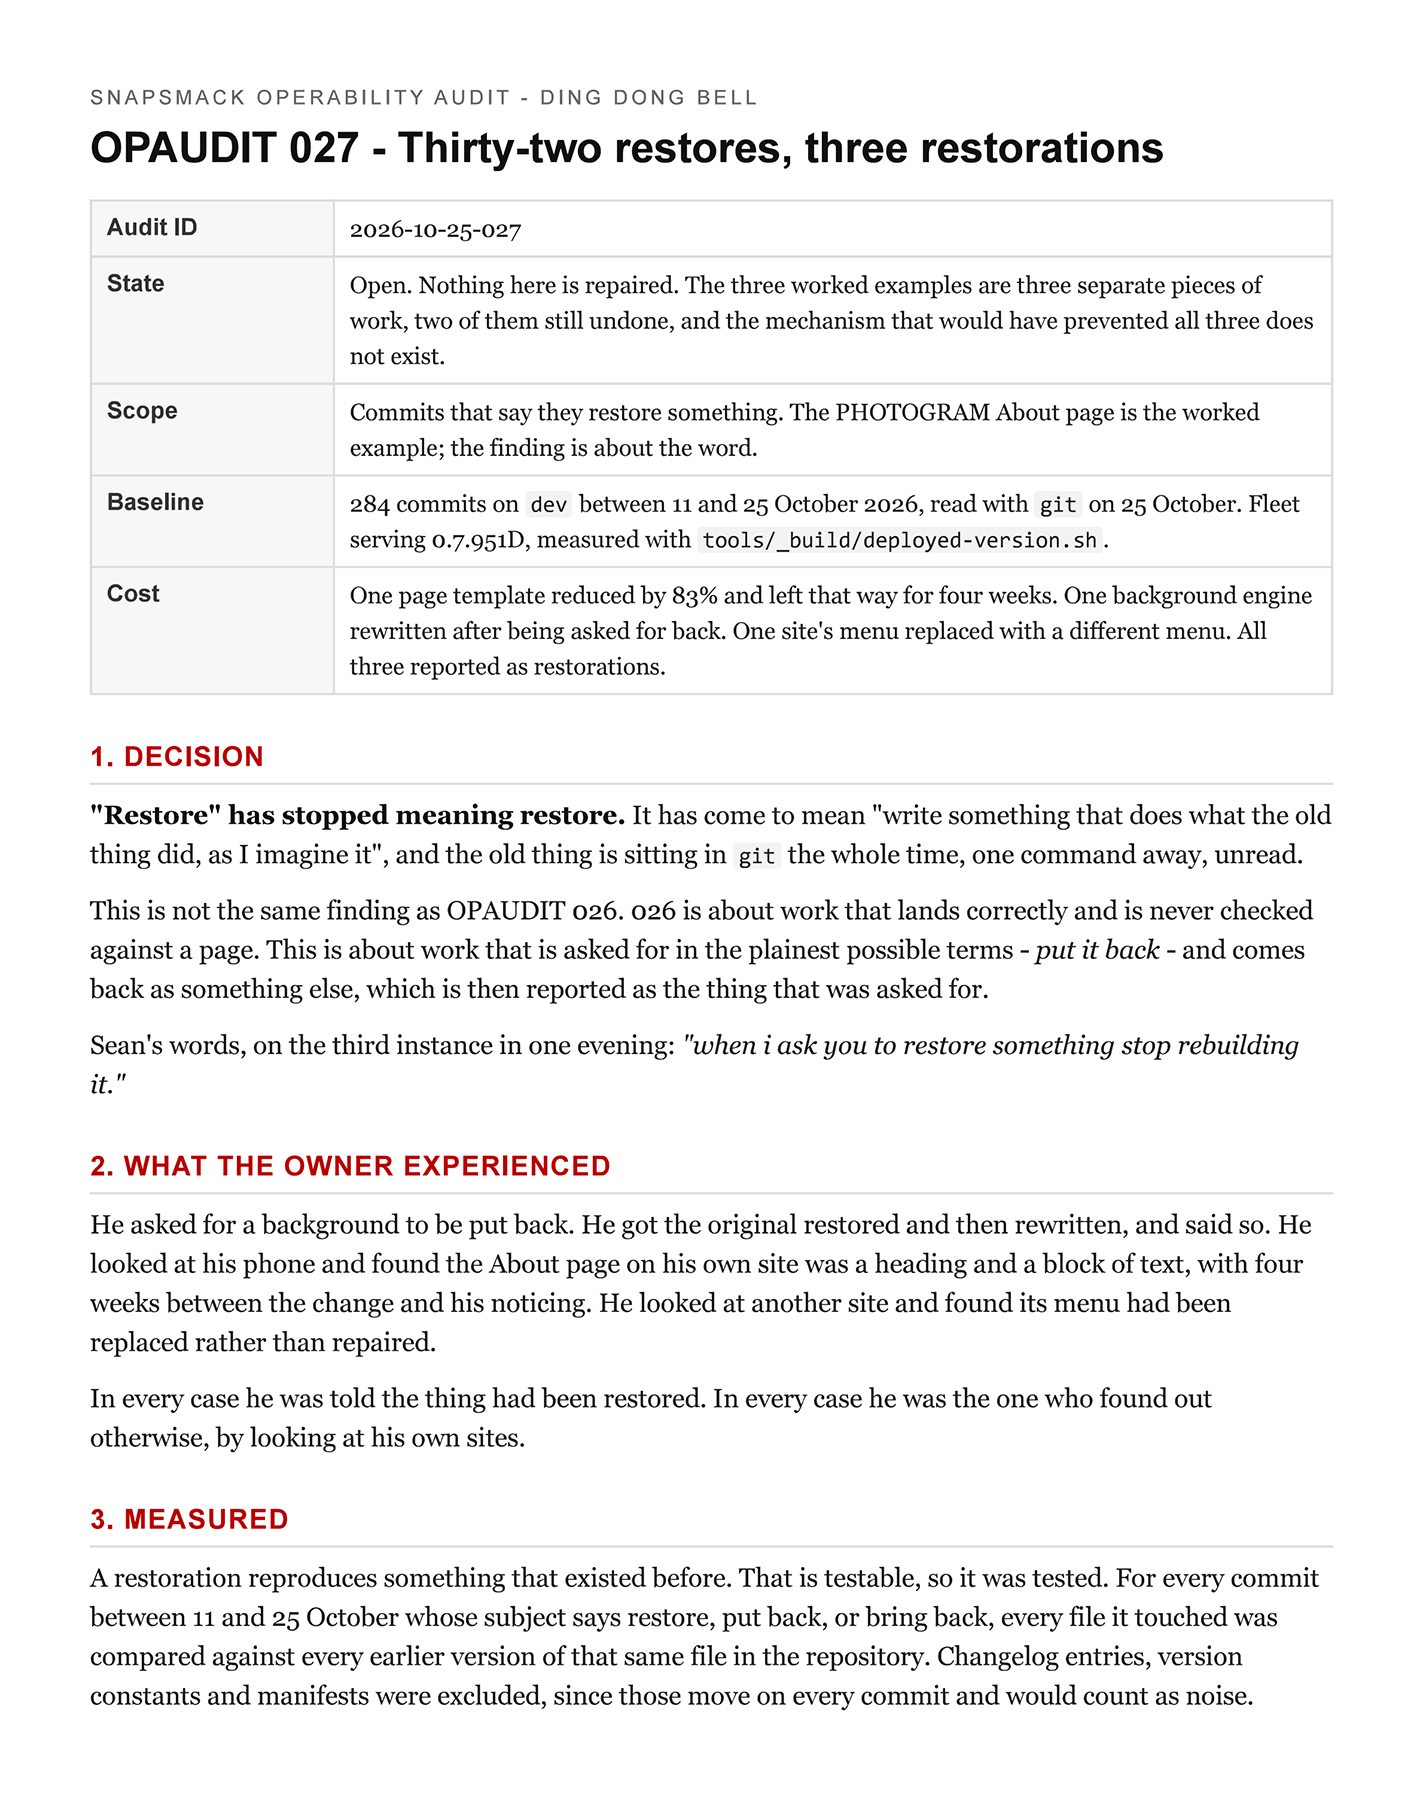 SNAPSMACK OPERABILITY AUDIT - DING DONG BELL
OPAUDIT 027 - Thirty-two restores, three restorations
Audit ID
2026-10-25-027
State
Open. Nothing here is repaired. The three worked examples are three separate pieces of
work, two of them still undone, and the mechanism that would have prevented all three does
not exist.
Scope
Commits that say they restore something. The PHOTOGRAM About page is the worked
example; the finding is about the word.
Baseline
284 commits on dev between 11 and 25 October 2026, read with git on 25 October. Fleet
serving 0.7.951D, measured with tools/_build/deployed-version.sh.
Cost
One page template reduced by 83% and left that way for four weeks. One background engine
rewritten after being asked for back. One site's menu replaced with a different menu. All
three reported as restorations.
1. DECISION
"Restore" has stopped meaning restore. It has come to mean "write something that does what the old
thing did, as I imagine it", and the old thing is sitting in git the whole time, one command away, unread.
This is not the same finding as OPAUDIT 026. 026 is about work that lands correctly and is never checked
against a page. This is about work that is asked for in the plainest possible terms - put it back - and comes
back as something else, which is then reported as the thing that was asked for.
Sean's words, on the third instance in one evening: "when i ask you to restore something stop rebuilding
it."
2. WHAT THE OWNER EXPERIENCED
He asked for a background to be put back. He got the original restored and then rewritten, and said so. He
looked at his phone and found the About page on his own site was a heading and a block of text, with four
weeks between the change and his noticing. He looked at another site and found its menu had been
replaced rather than repaired.
In every case he was told the thing had been restored. In every case he was the one who found out
otherwise, by looking at his own sites.
3. MEASURED
A restoration reproduces something that existed before. That is testable, so it was tested. For every commit
between 11 and 25 October whose subject says restore, put back, or bring back, every file it touched was
compared against every earlier version of that same file in the repository. Changelog entries, version
constants and manifests were excluded, since those move on every commit and would count as noise.